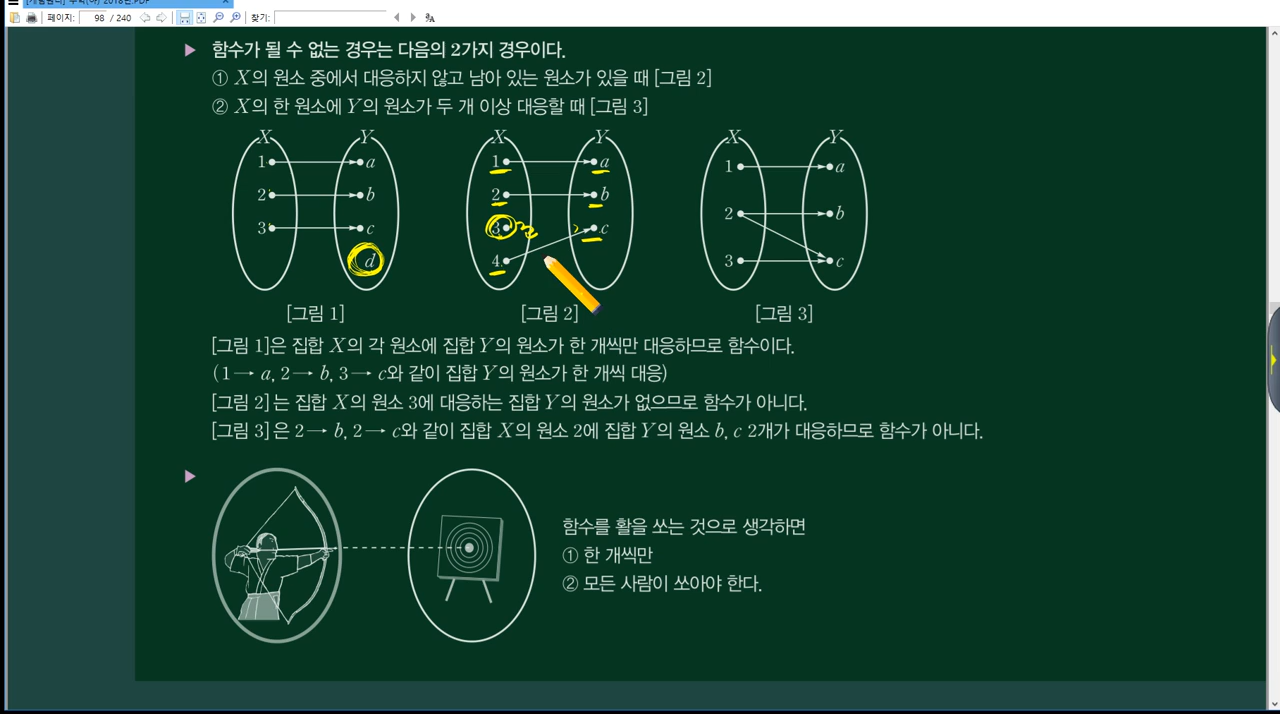 [개념원리] 수학(하) 2018년.PDF
페이지: 98 / 240 찾기:
▶ 함수가 될 수 없는 경우는 다음의 2가지 경우이다.
① X의 원소 중에서 대응하지 않고 남아 있는 원소가 있을 때 [그림 2]
② X의 한 원소에 Y의 원소가 두 개 이상 대응할 때 [그림 3]
X Y X Y X Y
1 a 1 a 1 a
2 b 2 b 2 b
3 c 3 c 3 c
d 4
[그림 1] [그림 2] [그림 3]
[그림 1]은 집합 X의 각 원소에 집합 Y의 원소가 한 개씩만 대응하므로 함수이다.
(1→a, 2→b, 3→c와 같이 집합 Y의 원소가 한 개씩 대응)
[그림 2]는 집합 X의 원소 3에 대응하는 집합 Y의 원소가 없으므로 함수가 아니다.
[그림 3]은 2→b, 2→c와 같이 집합 X의 원소 2에 집합 Y의 원소 b, c 2개가 대응하므로 함수가 아니다.
▶
함수를 활을 쏘는 것으로 생각하면
① 한 개씩만
② 모든 사람이 쏘아야 한다.